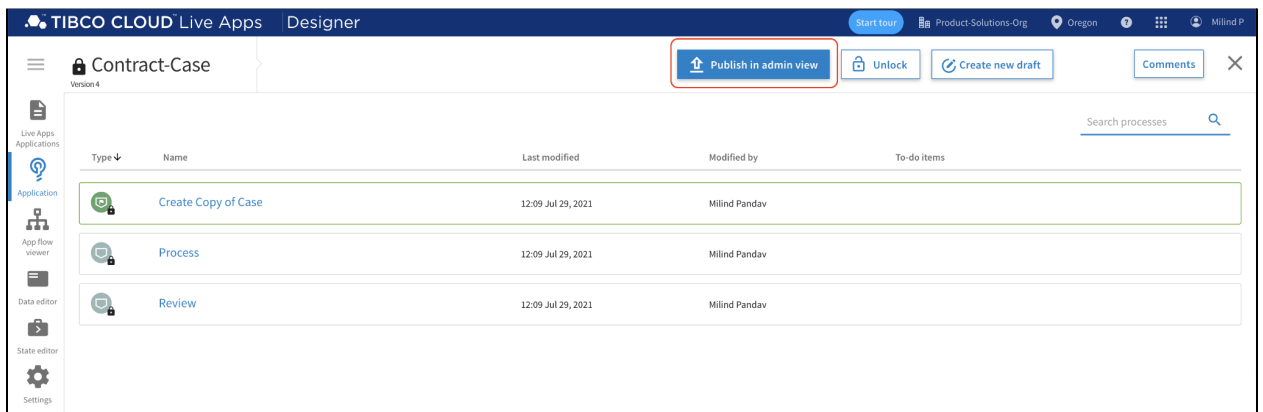 TIBCO CLOUD™ Live Apps | Designer
Start tour
Product-Solutions-Org
Oregon
?
Milind P
Contract-Case
Version 4
Publish in admin view
Unlock
Create new draft
Comments
Live Apps
Applications
Application
App flow
viewer
Data editor
State editor
Settings
Search processes
Type Name Last modified Modified by To-do items
Create Copy of Case 12:09 Jul 29, 2021 Milind Pandav
Process 12:09 Jul 29, 2021 Milind Pandav
Review 12:09 Jul 29, 2021 Milind Pandav